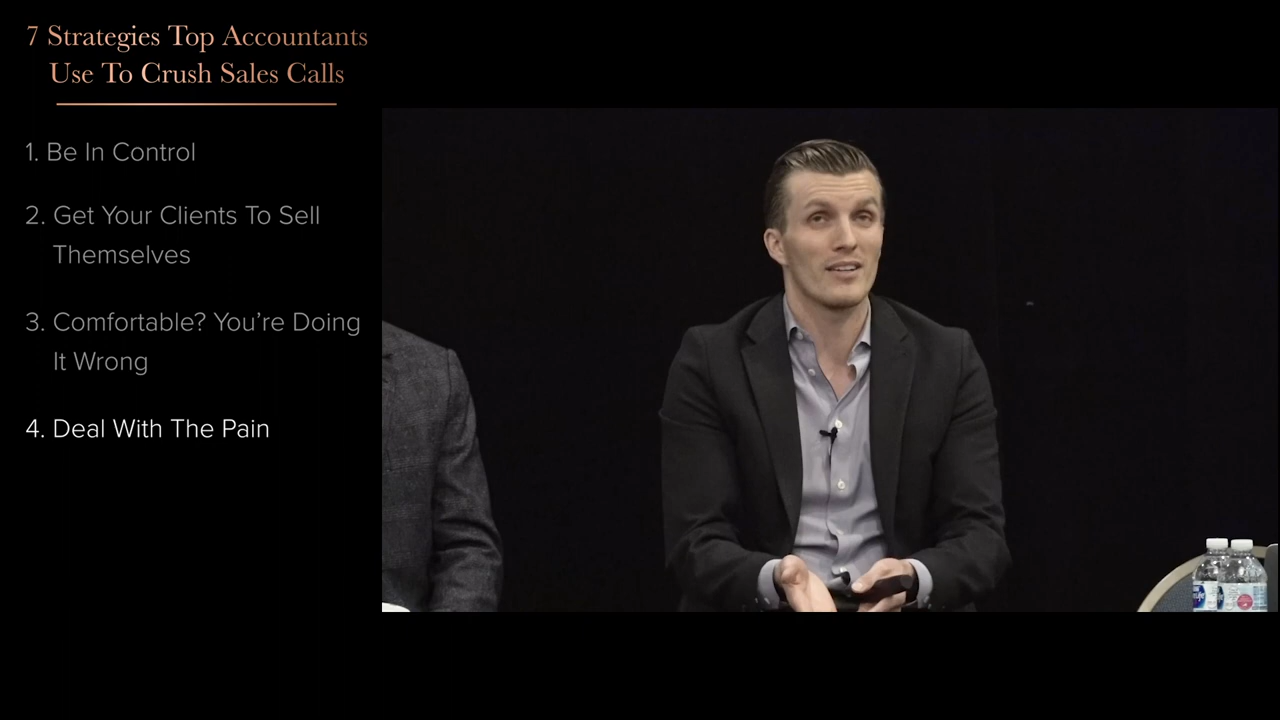 7 Strategies Top Accountants
Use To Crush Sales Calls
1. Be In Control
2. Get Your Clients To Sell
Themselves
3. Comfortable? You're Doing
It Wrong
4. Deal With The Pain